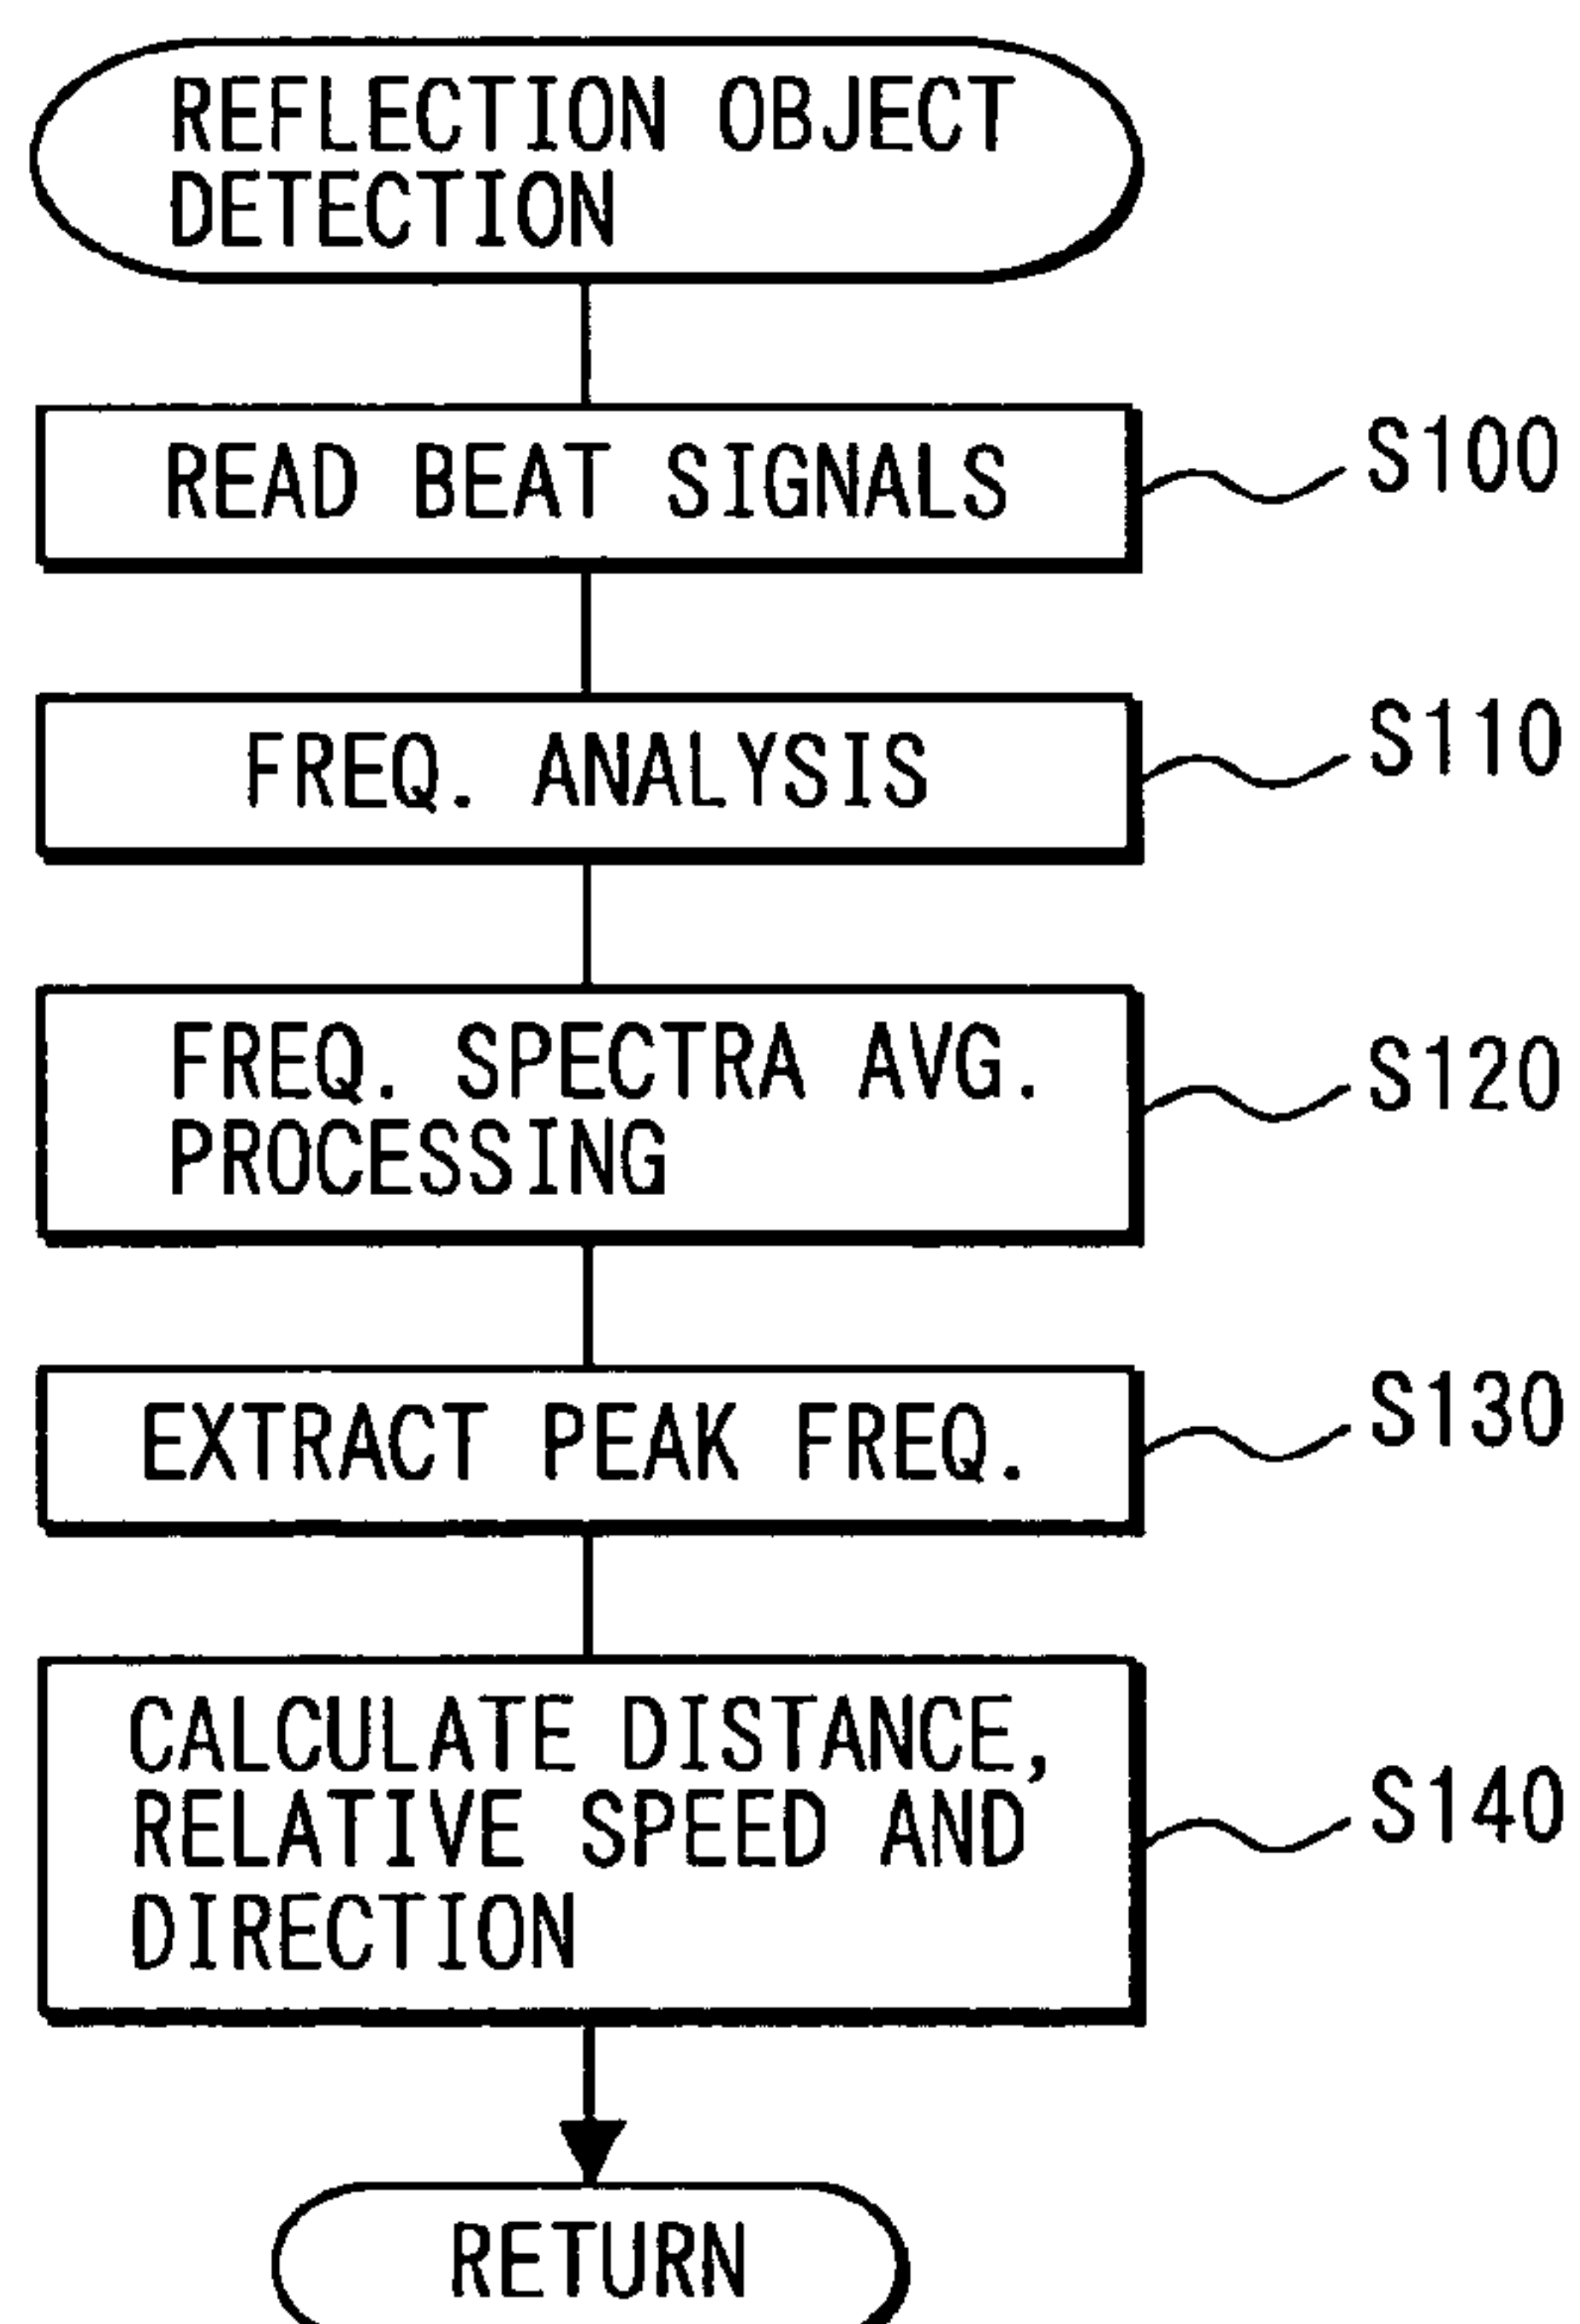 REFLECTION OBJECT
DETECTION
READ BEAT SIGNALS
S100
FREQ. ANALYSIS
S110
FREQ. SPECTRA AVG.
PROCESSING
S120
EXTRACT PEAK FREQ.
S130
CALCULATE DISTANCE,
RELATIVE SPEED AND
DIRECTION
S140
RETURN